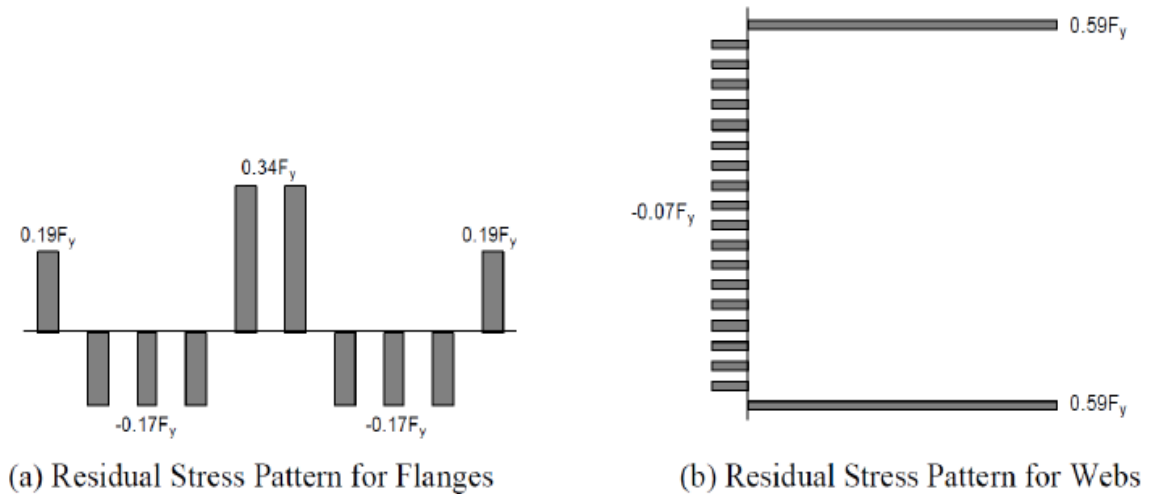 0.34Fy
0.19Fy
0.19Fy
-0.17Fy
-0.17Fy
(a) Residual Stress Pattern for Flanges
0.59Fy
-0.07Fy
0.59Fy
(b) Residual Stress Pattern for Webs